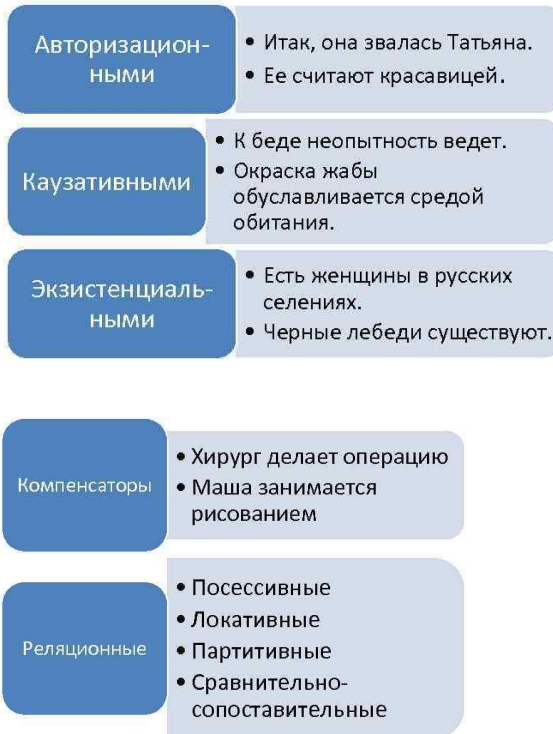 Авторизацион-
ными
• Итак, она звалась Татьяна.
• Ее считают красавицей.
Каузативными
• К беде неопытность ведет.
• Окраска жабы
обуславливается средой
обитания.
Экзистенциаль-
ными
• Есть женщины в русских
селениях.
• Черные лебеди существуют.
Компенсаторы
• Хирург делает операцию
• Маша занимается
рисованием
Реляционные
• Посессивные
• Локативные
• Партитивные
• Сравнительно-
сопоставительные